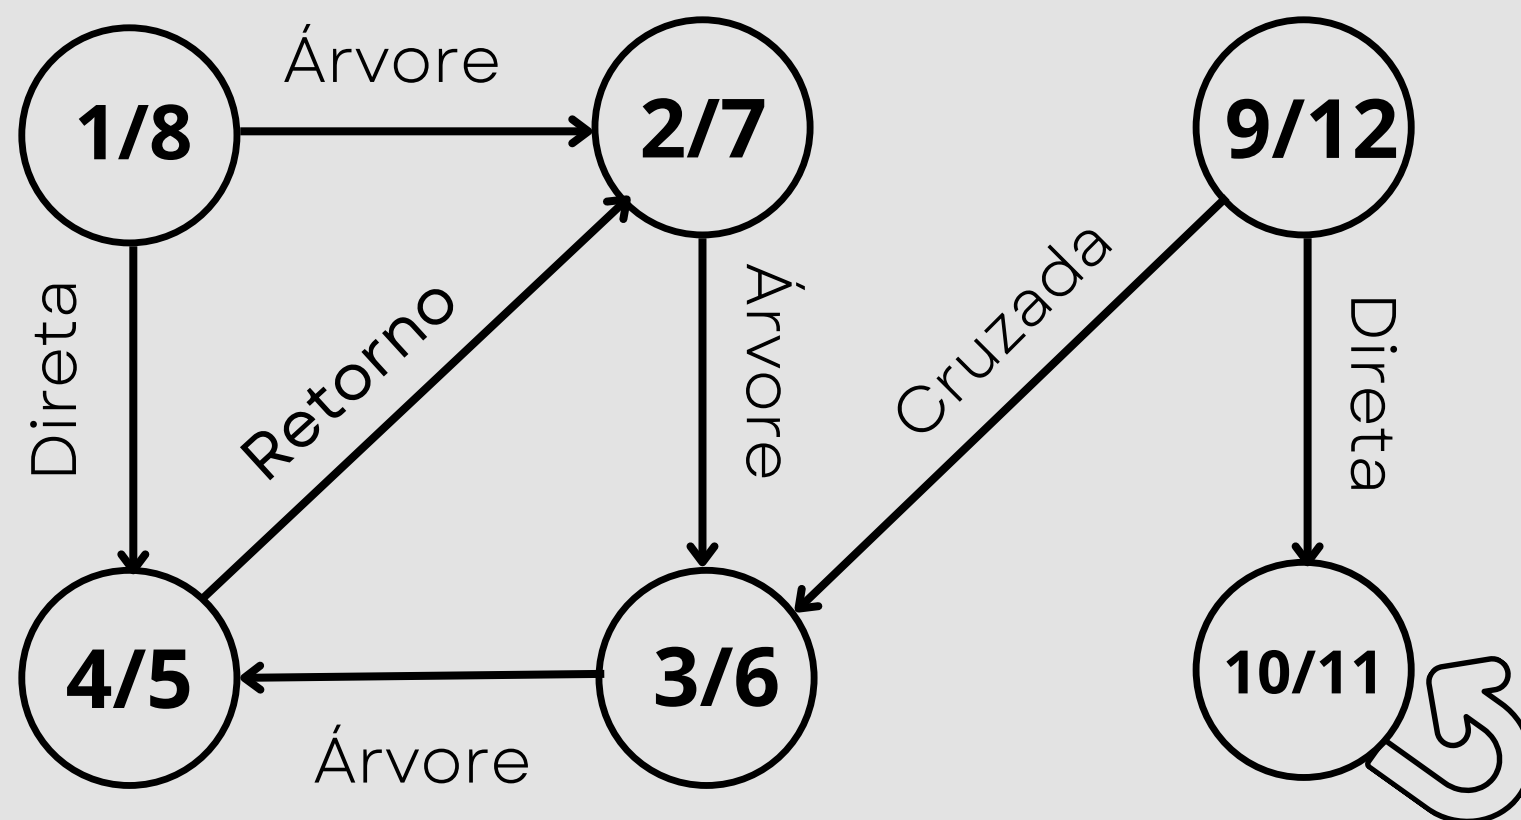 Árvore
1/8
2/7
9/12
Direta
Retorno
Árvore
Cruzada
Direta
4/5
3/6
10/11
Árvore